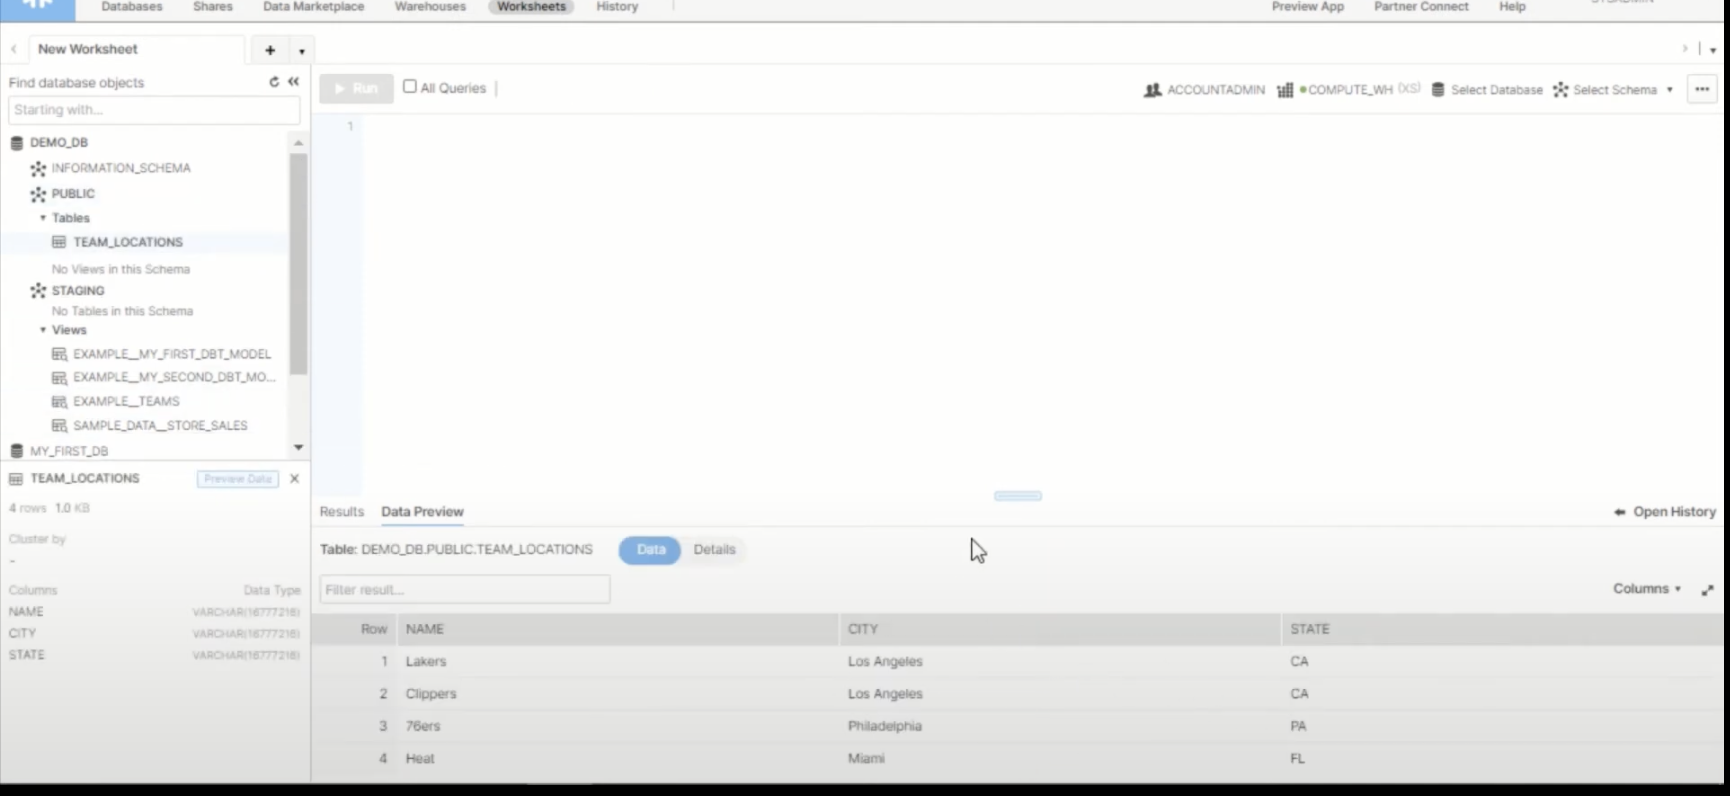 Databases Shares Data Marketplace Warehouses Worksheets History Preview App Partner Connect Help
New Worksheet
Find database objects
Starting with...
DEMO_DB
INFORMATION_SCHEMA
PUBLIC
Tables
TEAM_LOCATIONS
No Views in this Schema
STAGING
No Tables in this Schema
Views
EXAMPLE__MY_FIRST_DBT_MODEL
EXAMPLE__MY_SECOND_DBT_MO...
EXAMPLE__TEAMS
SAMPLE_DATA__STORE_SALES
MY_FIRST_DB
TEAM_LOCATIONS Preview Data
4 rows 1.0 KB
Cluster by
-
Columns Data Type
NAME VARCHAR(16777216)
CITY VARCHAR(16777216)
STATE VARCHAR(16777216)
Run All Queries ACCOUNTADMIN COMPUTE_WH (XS) Select Database Select Schema ...
1
Results Data Preview Open History
Table: DEMO_DB.PUBLIC.TEAM_LOCATIONS Data Details
Filter result... Columns
Row NAME CITY STATE
1 Lakers Los Angeles CA
2 Clippers Los Angeles CA
3 76ers Philadelphia PA
4 Heat Miami FL